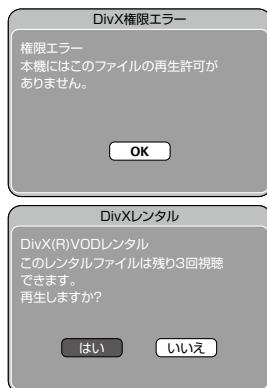 DivX権限エラー
権限エラー
本機にはこのファイルの再生許可が
ありません。
OK
DivXレンタル
DivX(R)VODレンタル
このレンタルファイルは残り3回視聴
できます。
再生しますか?
はい いいえ